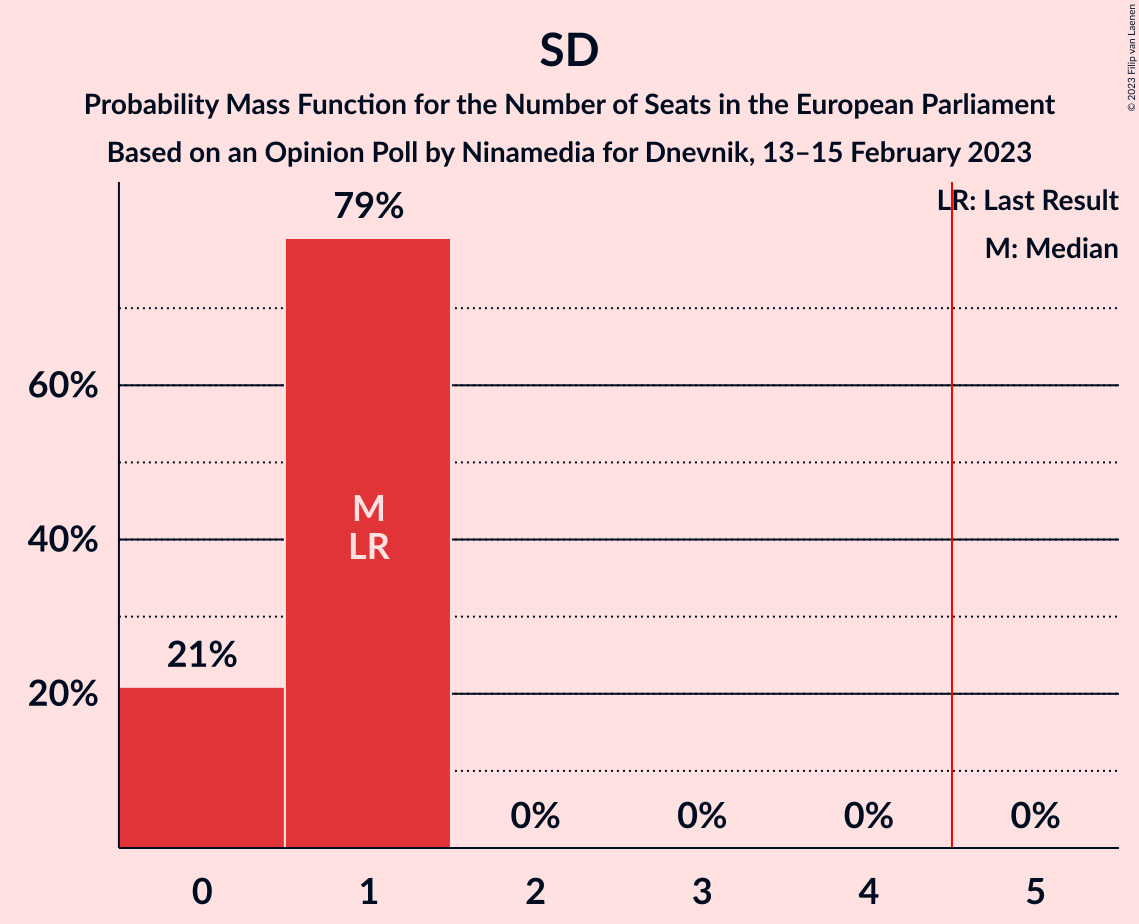 SD
Probability Mass Function for the Number of Seats in the European Parliament
Based on an Opinion Poll by Ninamedia for Dnevnik, 13–15 February 2023
© 2023 Filip van Laenen
LR: Last Result
M: Median
79%
60%
M
LR
40%
21%
20%
0%
0%
0%
0%
0
1
2
3
4
5